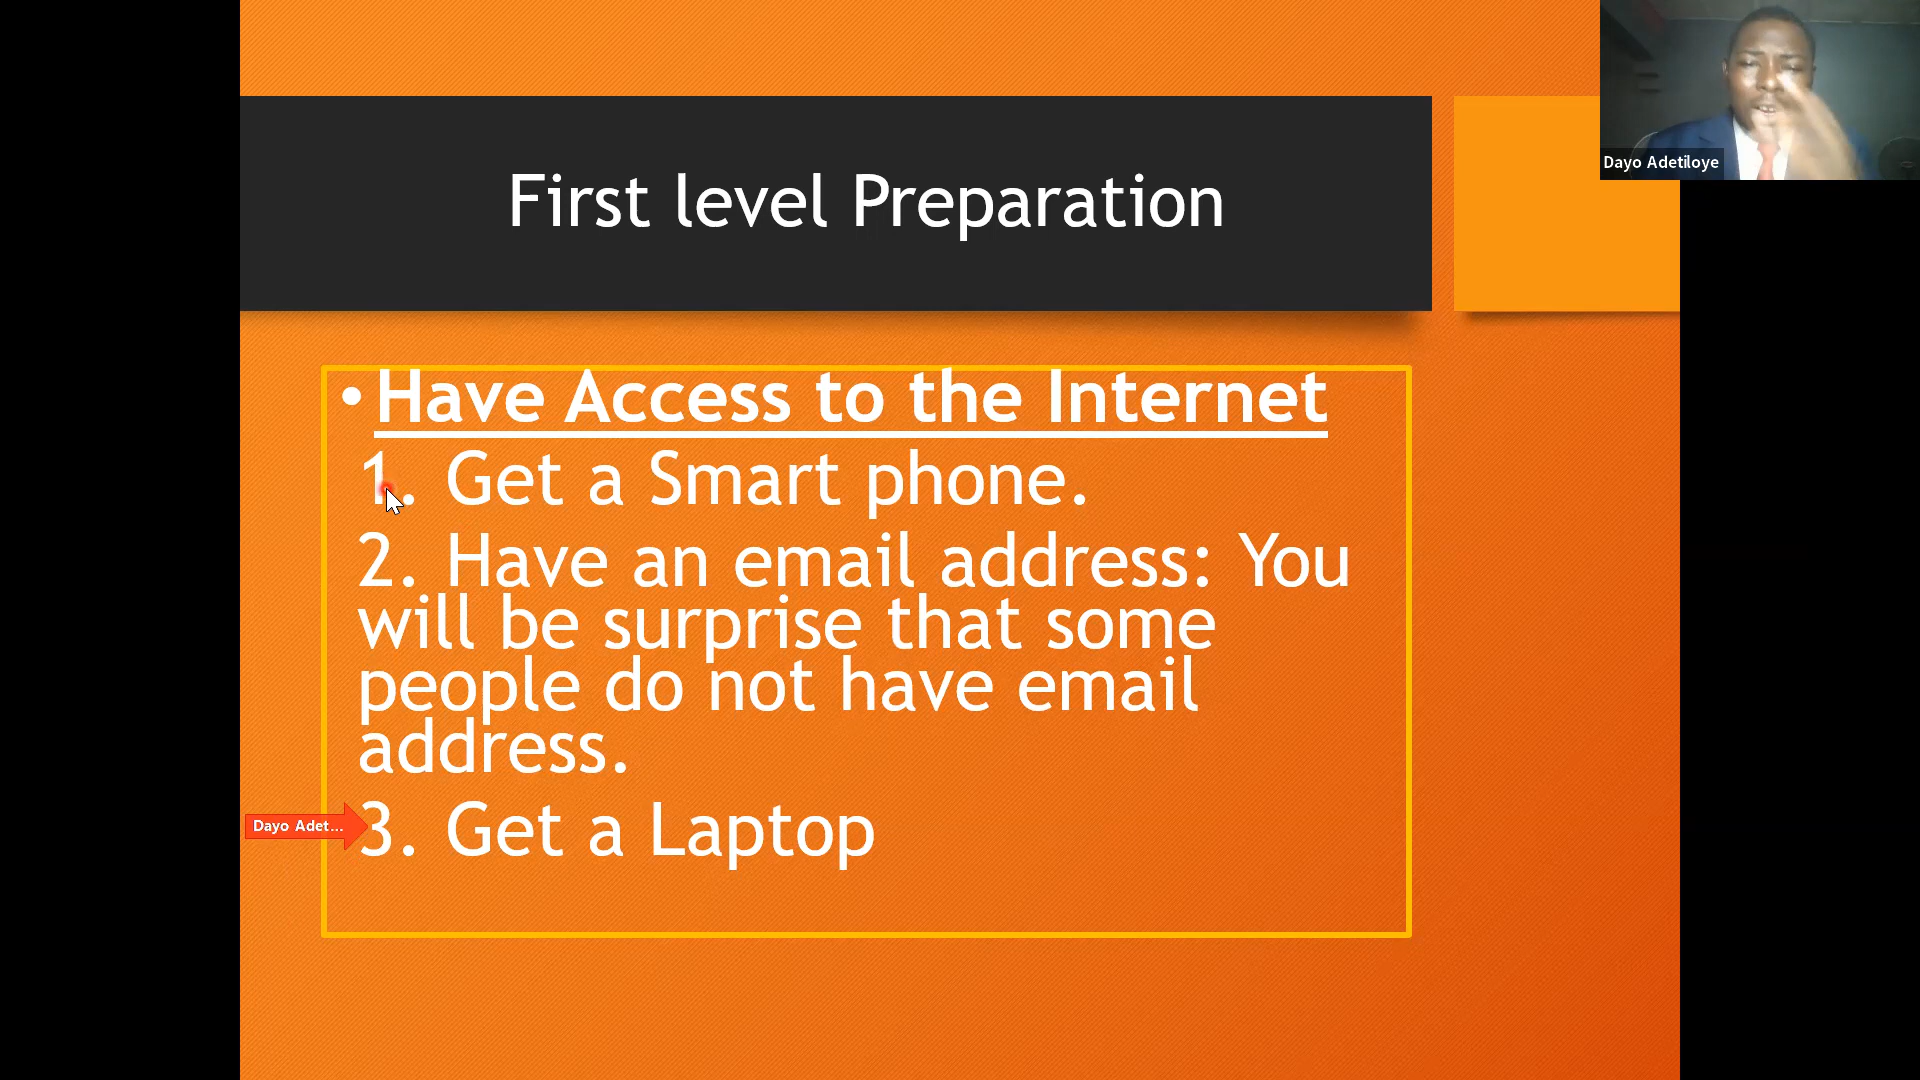 First level Preparation
Dayo Adetiloye
• Have Access to the Internet
1. Get a Smart phone.
2. Have an email address: You
will be surprise that some
people do not have email
address.
Dayo Adet...
3. Get a Laptop